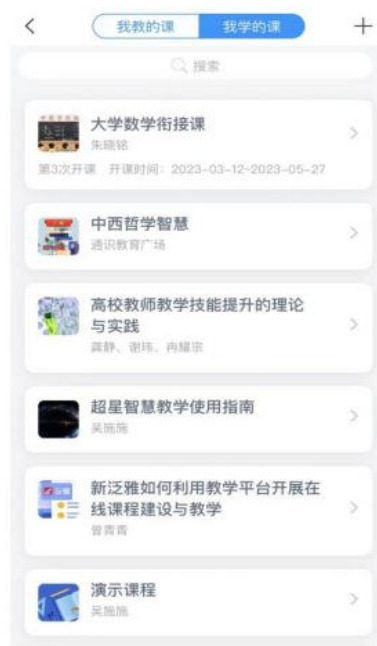 我教的课 我学的课
搜索
大学数学衔接课
朱晓铭
第3次开课 开课时间：2023-03-12~2023-05-27
中西哲学智慧
通识教育广场
高校教师教学技能提升的理论
与实践
龚静、谢玮、冉耀宗
超星智慧教学使用指南
吴施施
新泛雅如何利用教学平台开展在
线课程建设与教学
曾青青
演示课程
吴施施